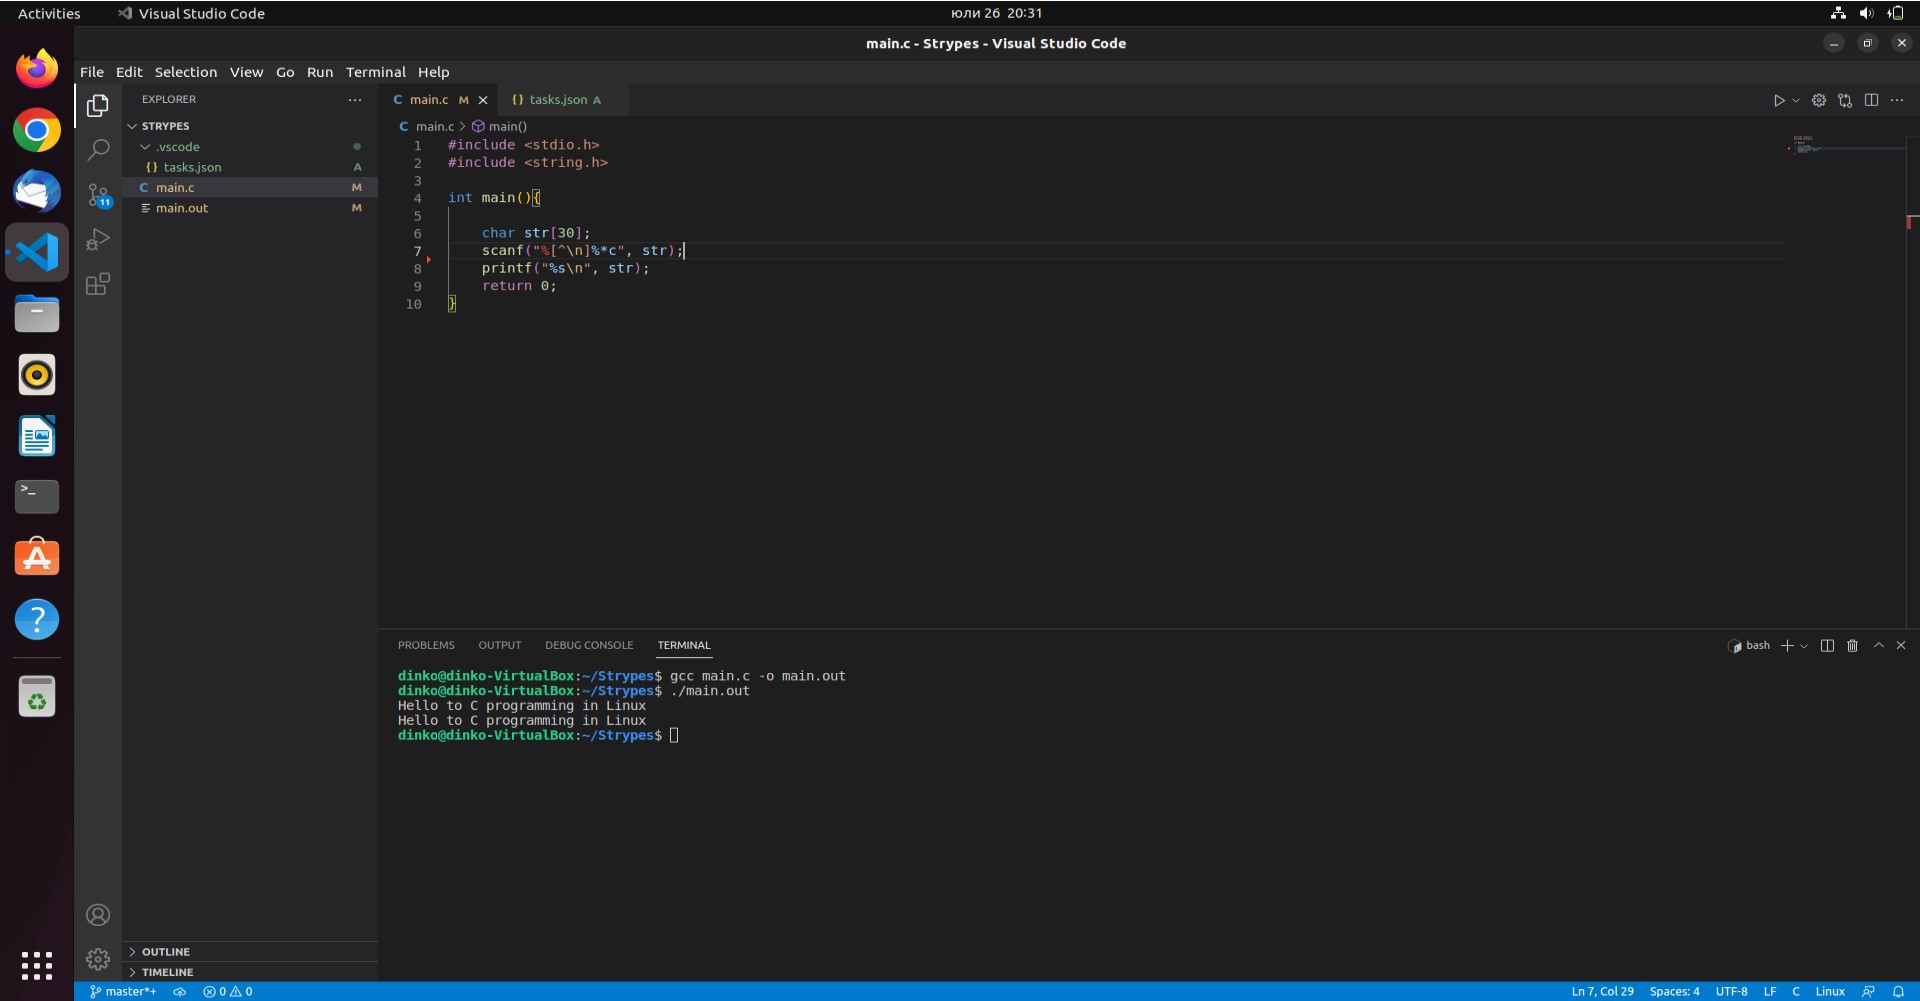 Activities
Visual Studio Code
юли 26 20:31
main.c - Strypes - Visual Studio Code
File Edit Selection View Go Run Terminal Help
EXPLORER
STRYPES
.vscode
{} tasks.json A
C main.c M
main.out M
OUTLINE
TIMELINE
C main.c M
{} tasks.json A
C main.c > main()
1 #include <stdio.h>
2 #include <string.h>
3
4 int main(){
5
6 char str[30];
7 scanf("%[^\n]%*c", str);
8 printf("%s\n", str);
9 return 0;
10 }
PROBLEMS OUTPUT DEBUG CONSOLE TERMINAL
bash
dinko@dinko-VirtualBox:~/Strypes$ gcc main.c -o main.out
dinko@dinko-VirtualBox:~/Strypes$ ./main.out
Hello to C programming in Linux
Hello to C programming in Linux
dinko@dinko-VirtualBox:~/Strypes$
11
master*+ 0 0
Ln 7, Col 29 Spaces: 4 UTF-8 LF C Linux